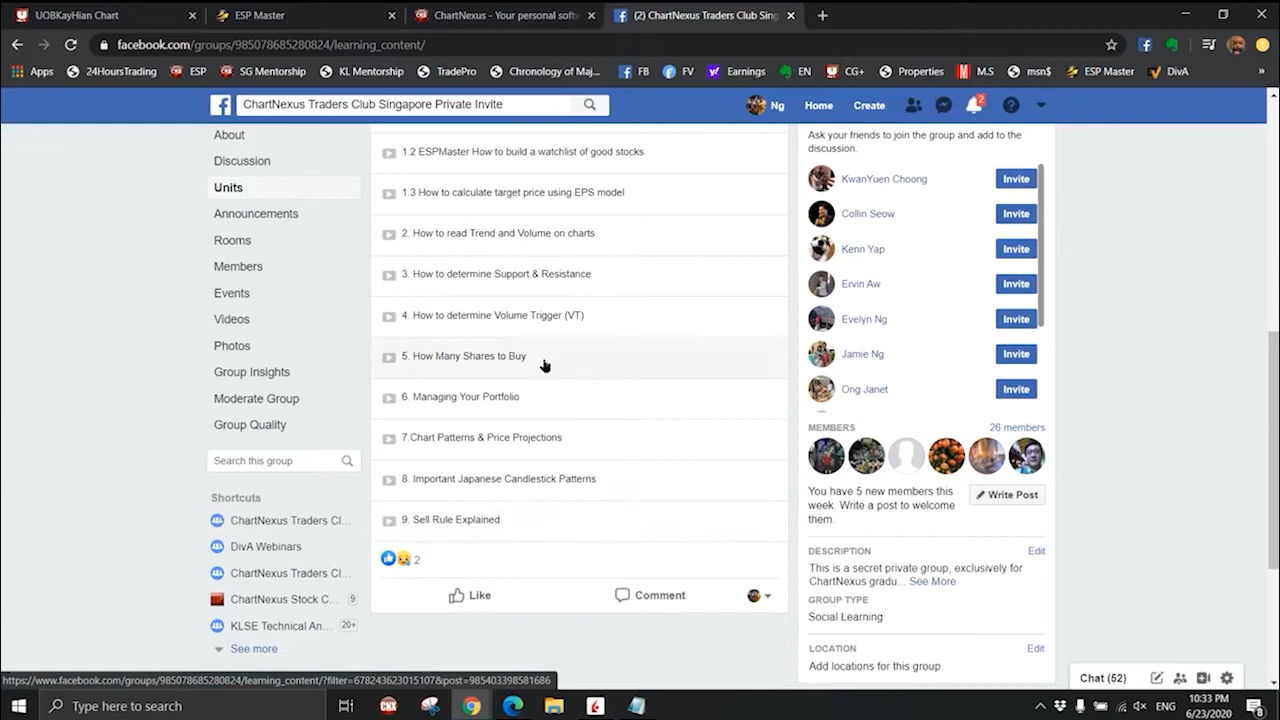 UOBKayHian Chart
ESP Master
ChartNexus - Your personal softw
(2) ChartNexus Traders Club Sing
facebook.com/groups/985078685280824/learning_content/
Apps
24HoursTrading
ESP
SG Mentorship
KL Mentorship
TradePro
Chronology of Maj...
FB
FV
Earnings
EN
CG+
Properties
M.S
msn$
ESP Master
DivA
»
ChartNexus Traders Club Singapore Private Invite
Ng
Home
Create
2
About
Discussion
Units
Announcements
Rooms
Members
Events
Videos
Photos
Group Insights
Moderate Group
Group Quality
Search this group
Shortcuts
ChartNexus Traders Cl...
DivA Webinars
ChartNexus Traders Cl...
ChartNexus Stock C...
9
KLSE Technical An...
20+
See more
1.2 ESPMaster How to build a watchlist of good stocks
1.3 How to calculate target price using EPS model
2. How to read Trend and Volume on charts
3. How to determine Support & Resistance
4. How to determine Volume Trigger (VT)
5. How Many Shares to Buy
6. Managing Your Portfolio
7.Chart Patterns & Price Projections
8. Important Japanese Candlestick Patterns
9. Sell Rule Explained
2
Like
Comment
Ask your friends to join the group and add to the
discussion.
KwanYuen Choong
Invite
Collin Seow
Invite
Kenn Yap
Invite
Ervin Aw
Invite
Evelyn Ng
Invite
Jamie Ng
Invite
Ong Janet
Invite
MEMBERS
26 members
You have 5 new members this
week. Write a post to welcome
them.
Write Post
DESCRIPTION
Edit
This is a secret private group, exclusively for
ChartNexus gradu... See More
GROUP TYPE
Social Learning
LOCATION
Edit
Add locations for this group.
Chat (52)
https://www.facebook.com/groups/985078685280824/learning_content/?filter=678243623015107&post=985403398581686
Type here to search
CNX
ENG
10:33 PM
6/23/2020
8